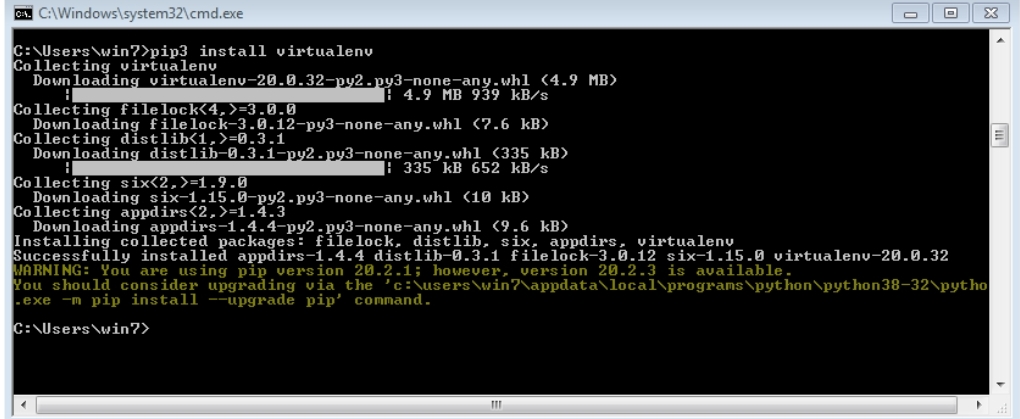 C:\Windows\system32\cmd.exe
C:\Users\win7>pip3 install virtualenv
Collecting virtualenv
  Downloading virtualenv-20.0.32-py2.py3-none-any.whl (4.9 MB)
     |████████████████████████████████| 4.9 MB 939 kB/s
Collecting filelock<4,>=3.0.0
  Downloading filelock-3.0.12-py3-none-any.whl (7.6 kB)
Collecting distlib<1,>=0.3.1
  Downloading distlib-0.3.1-py2.py3-none-any.whl (335 kB)
     |████████████████████████████████| 335 kB 652 kB/s
Collecting six<2,>=1.9.0
  Downloading six-1.15.0-py2.py3-none-any.whl (10 kB)
Collecting appdirs<2,>=1.4.3
  Downloading appdirs-1.4.4-py2.py3-none-any.whl (9.6 kB)
Installing collected packages: filelock, distlib, six, appdirs, virtualenv
Successfully installed appdirs-1.4.4 distlib-0.3.1 filelock-3.0.12 six-1.15.0 virtualenv-20.0.32
WARNING: You are using pip version 20.2.1; however, version 20.2.3 is available.
You should consider upgrading via the 'c:\users\win7\appdata\local\programs\python\python38-32\pytho
.exe -m pip install --upgrade pip' command.
C:\Users\win7>